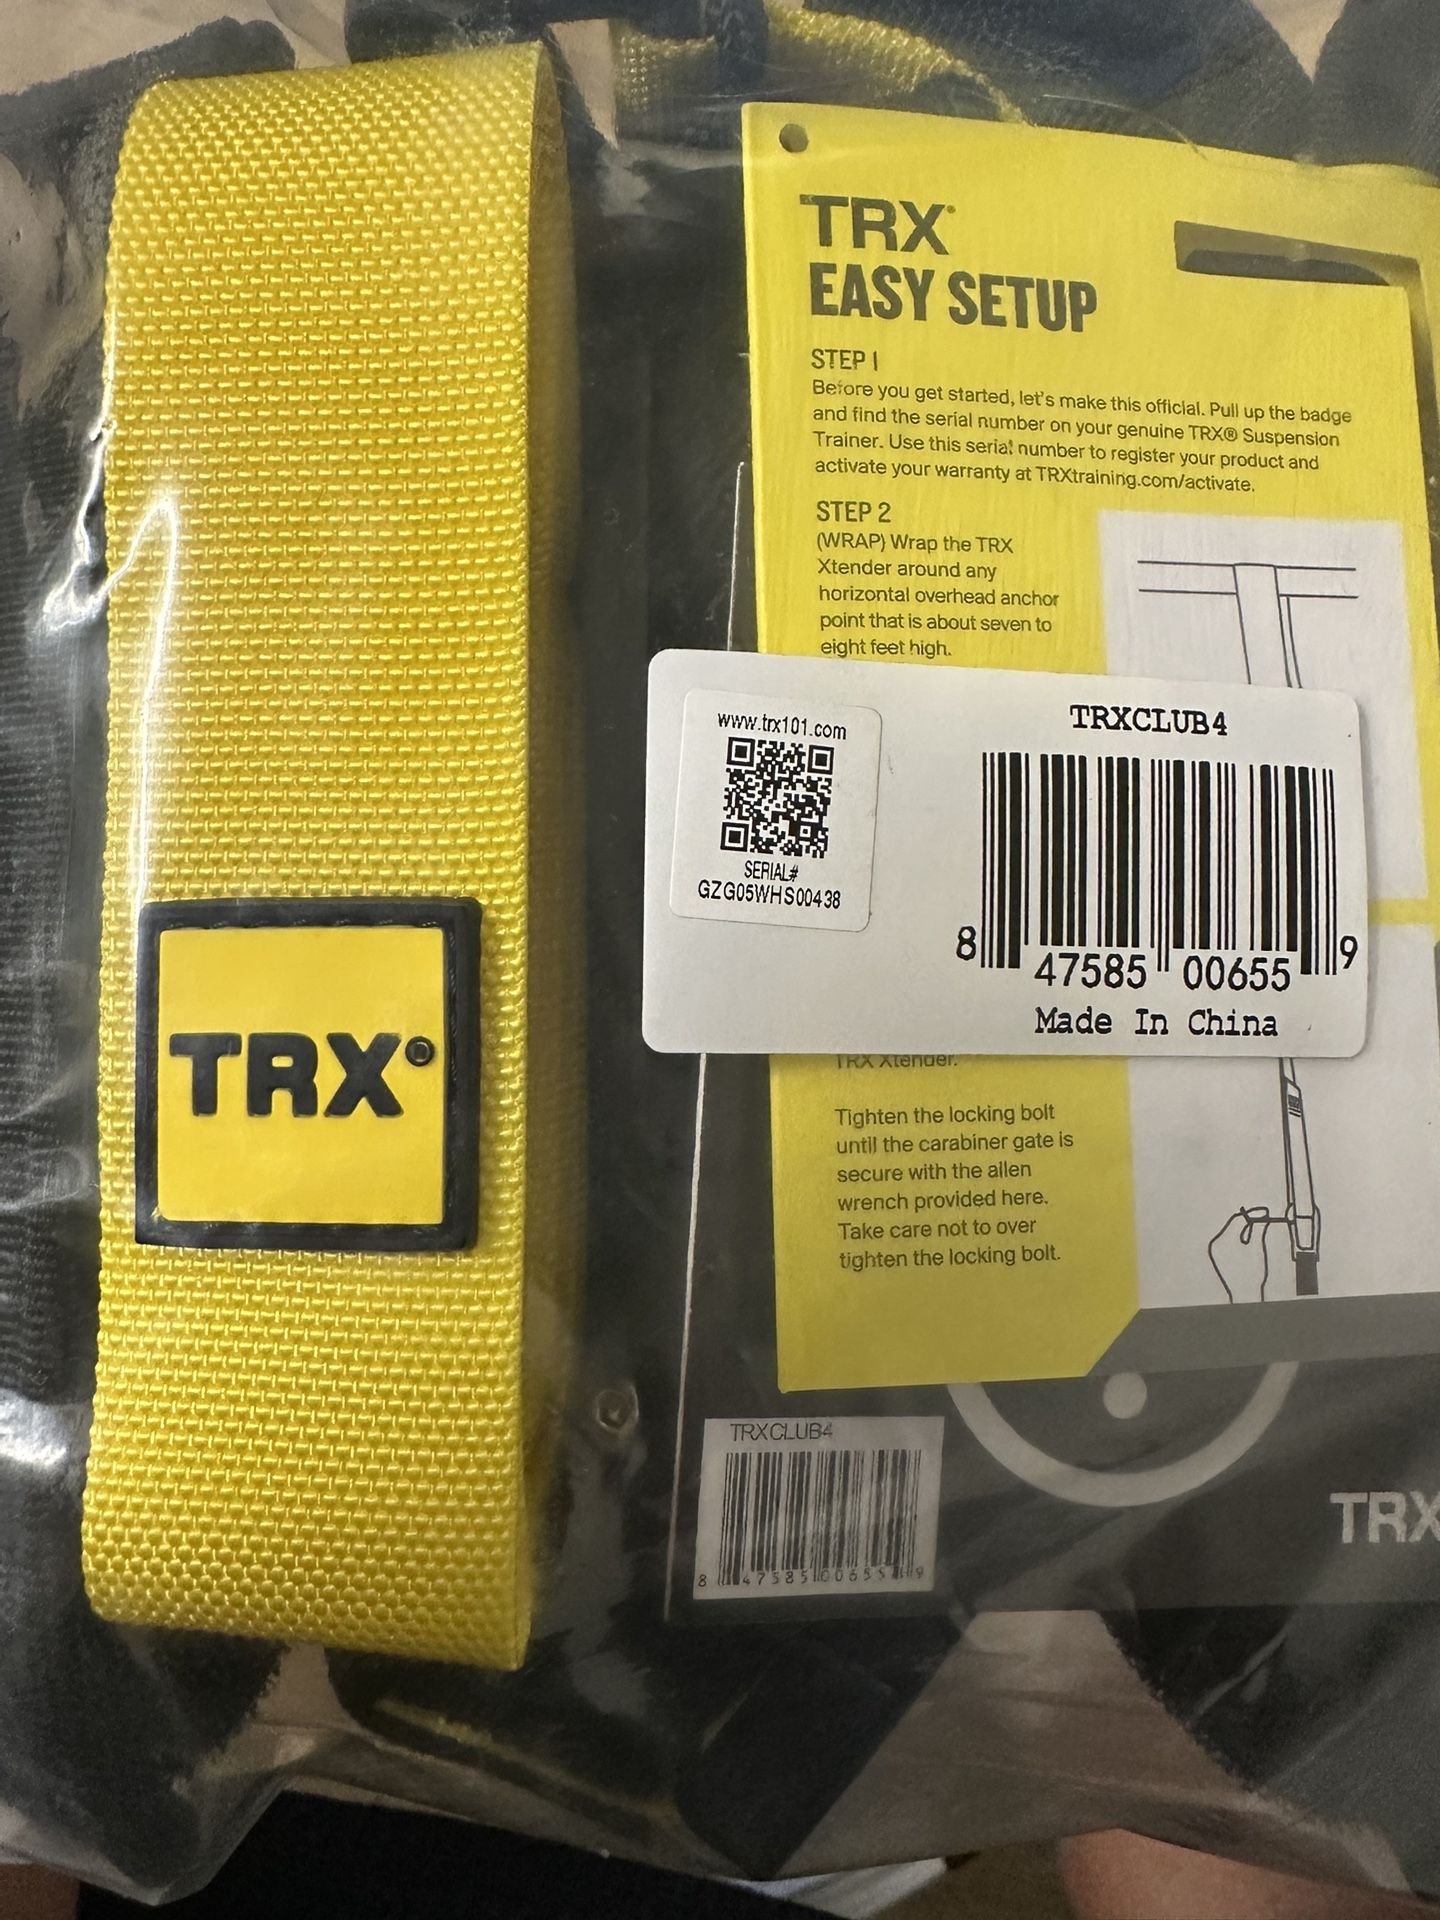 TRX®
EASY SETUP
STEP 1
Before you get started, let's make this official. Pull up the badge
and find the serial number on your genuine TRX® Suspension
Trainer. Use this serial number to register your product and
activate your warranty at TRXtraining.com/activate.
STEP 2
(WRAP) Wrap the TRX
Xtender around any
horizontal overhead anchor
point that is about seven to
eight feet high.
www.trx101.com
SERIAL#
GZG05WHS00438
TRXCLUB4
8 47585 00655 9
Made In China
TRX Xtender.
Tighten the locking bolt
until the carabiner gate is
secure with the allen
wrench provided here.
Take care not to over
tighten the locking bolt.
TRX®
TRXCLUB4
8 47585 00655 9
TRX